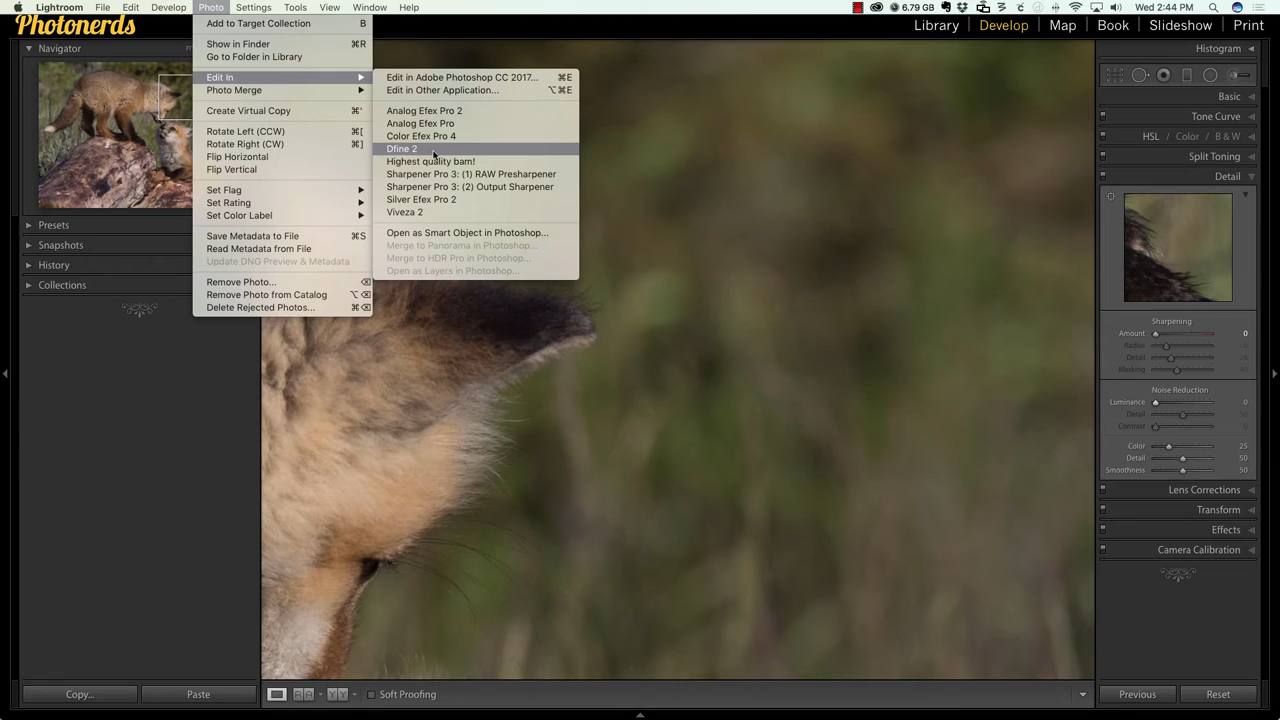 Lightroom File Edit Develop Photo Settings Tools View Window Help 6.79 GB Wed 2:44 PM
Photonerds
Library | Develop | Map | Book | Slideshow | Print
Navigator
Presets
Snapshots
History
Collections
Copy... Paste
Add to Target Collection B
Show in Finder ⌘R
Go to Folder in Library
Edit In
Photo Merge
Create Virtual Copy ⌘'
Rotate Left (CCW) ⌘[
Rotate Right (CW) ⌘]
Flip Horizontal
Flip Vertical
Set Flag
Set Rating
Set Color Label
Save Metadata to File ⌘S
Read Metadata from File
Update DNG Preview & Metadata
Remove Photo... ⌫
Remove Photo from Catalog ⌥⌫
Delete Rejected Photos... ⌘⌫
Edit in Adobe Photoshop CC 2017... ⌘E
Edit in Other Application... ⌥⌘E
Analog Efex Pro 2
Analog Efex Pro
Color Efex Pro 4
Dfine 2
Highest quality bam!
Sharpener Pro 3: (1) RAW Presharpener
Sharpener Pro 3: (2) Output Sharpener
Silver Efex Pro 2
Viveza 2
Open as Smart Object in Photoshop...
Merge to Panorama in Photoshop...
Merge to HDR Pro in Photoshop...
Open as Layers in Photoshop...
Soft Proofing
Histogram
Basic
Tone Curve
HSL / Color / B & W
Split Toning
Detail
Sharpening
Amount 0
Radius
Detail
Masking
Noise Reduction
Luminance 0
Detail
Contrast
Color 25
Detail 50
Smoothness 50
Lens Corrections
Transform
Effects
Camera Calibration
Previous Reset